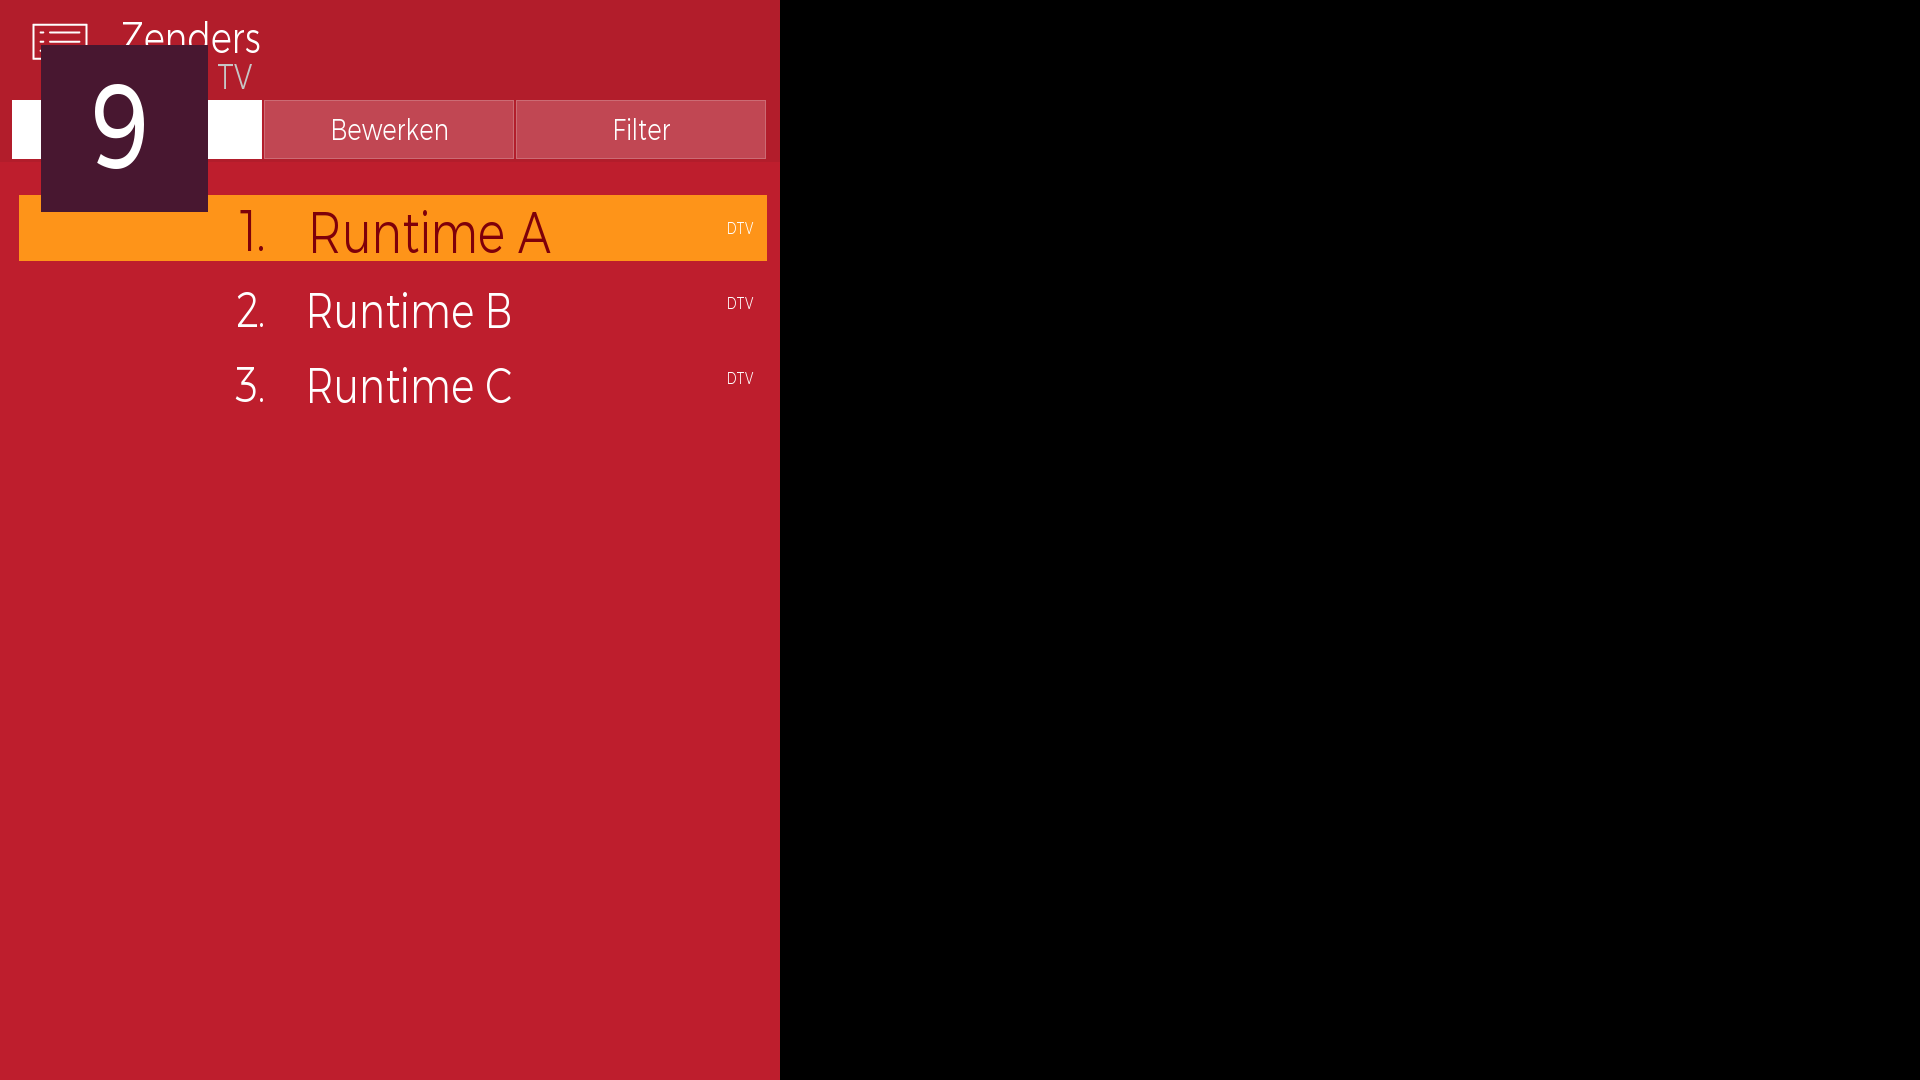 Zenders
TV
9
Bewerken
Filter
1. Runtime A DTV
2. Runtime B DTV
3. Runtime C DTV